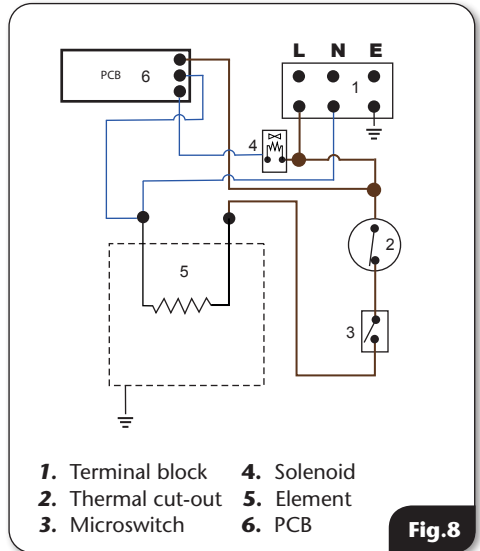 L N E
PCB 6
1
4
2
5
3
1. Terminal block 4. Solenoid
2. Thermal cut-out 5. Element
3. Microswitch 6. PCB
Fig.8